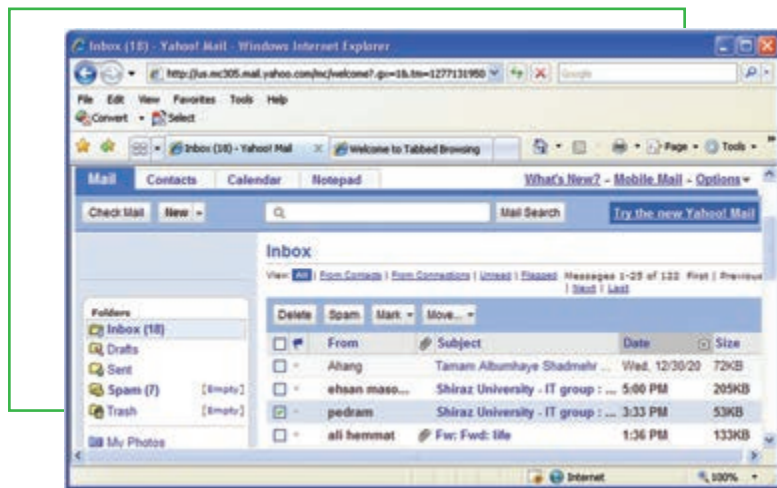 Inbox (18) - Yahoo! Mail - Windows Internet Explorer
http://us.mc305.mail.yahoo.com/mc/welcome?.gx=1&.tm=1277131950 Google
File Edit View Favorites Tools Help
Convert Select
Inbox (18) - Yahoo! Mail Welcome to Tabbed Browsing Page Tools
Mail Contacts Calendar Notepad What's New? - Mobile Mail - Options
Check Mail New Mail Search Try the new Yahoo! Mail
Inbox
View: All | From Contacts | From Connections | Unread | Flagged Messages 1-25 of 122 First | Previous
| Next | Last
Folders Delete Spam Mark Move...
Inbox (18) From Subject Date Size
Drafts Ahang Tamam Albumhaye Shadmehr ... Wed, 12/30/20 72KB
Sent
Spam (7) [Empty] ehsan maso... Shiraz University - IT group : ... 5:00 PM 205KB
Trash [Empty] pedram Shiraz University - IT group : ... 3:33 PM 53KB
My Photos ali hemmat Fw: Fwd: life 1:36 PM 133KB
Internet 100%